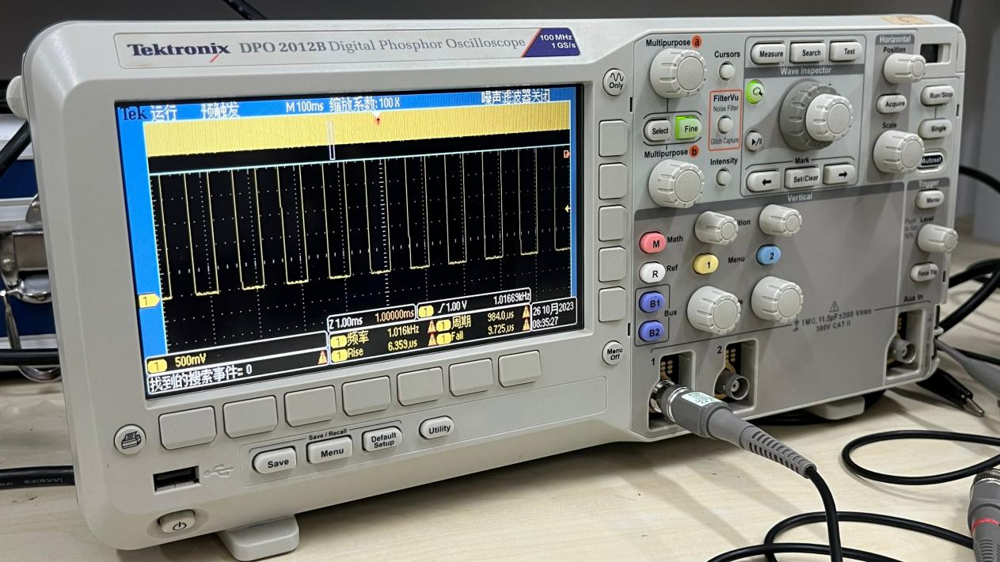 Tektronix DPO 2012B Digital Phosphor Oscilloscope 100 MHz 1 GS/s
Tek 运行 预触发 M 100ms 缩放系数: 100 X 噪声滤波器关闭
1
Z 1.00ms 1.00000ms
1 ∕ 1.00 V 1.01669kHz
1 频率 1.016kHz
1 周期 984.0µs
1 Rise 6.353µs
1 Fall 9.725µs
26 10月2023
08:35:27
1 500mV
找到的搜索事件: 0
Only
Menu Off
Save / Recall
Save
Menu
Default Setup
Utility
Multipurpose a
Cursors
Measure
Search
Test
Wave Inspector
FilterVu
Noise Filter
Glitch Capture
Select
Fine
Multipurpose b
Intensity
Mark
Set/Clear
Horizontal
Position
Run/Stop
Acquire
Single
Scale
Autoset
Trigger
Menu
Level
Force Trig
Aux In
Vertical
M Math
R Ref
B1
Bus
B2
1
Menu
2
1MΩ, 11.5pF ≤300 VRMS
300V CAT II
1
2